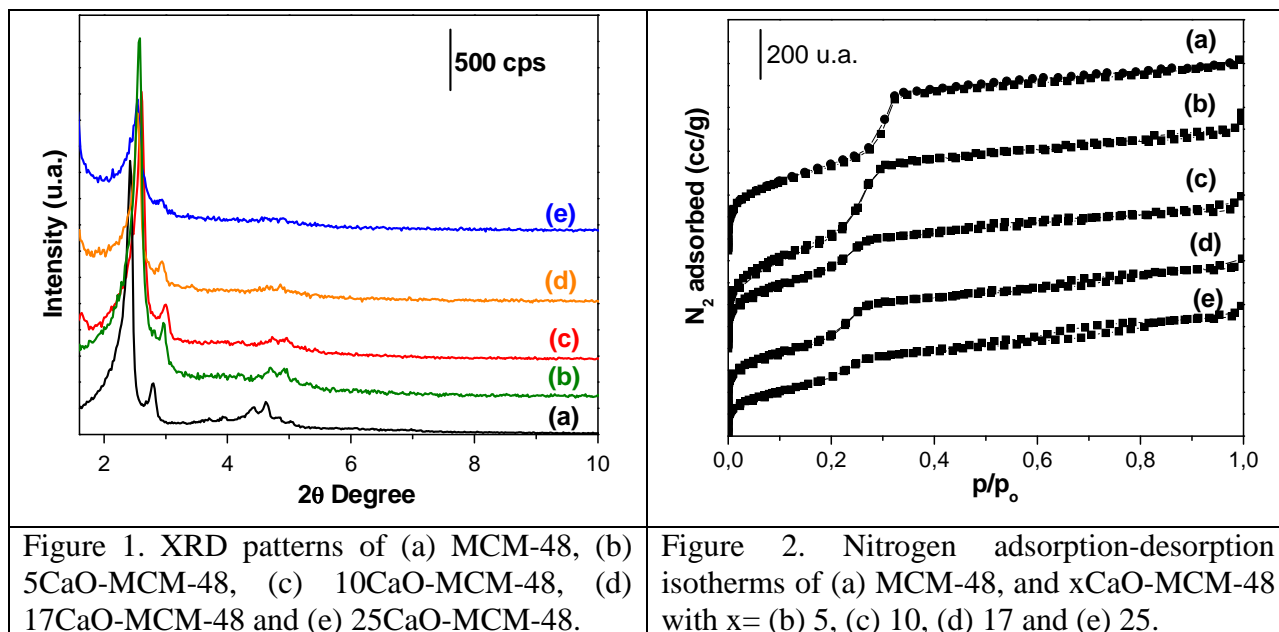 500 cps
(e)
(d)
(c)
(b)
(a)
Intensity (u.a.)
2 4 6 8 10
2θ Degree
200 u.a.
(a)
(b)
(c)
(d)
(e)
N2 adsorbed (cc/g)
0,0 0,2 0,4 0,6 0,8 1,0
p/po
Figure 1. XRD patterns of (a) MCM-48, (b)
5CaO-MCM-48, (c) 10CaO-MCM-48, (d)
17CaO-MCM-48 and (e) 25CaO-MCM-48.
Figure 2. Nitrogen adsorption-desorption
isotherms of (a) MCM-48, and xCaO-MCM-48
with x= (b) 5, (c) 10, (d) 17 and (e) 25.